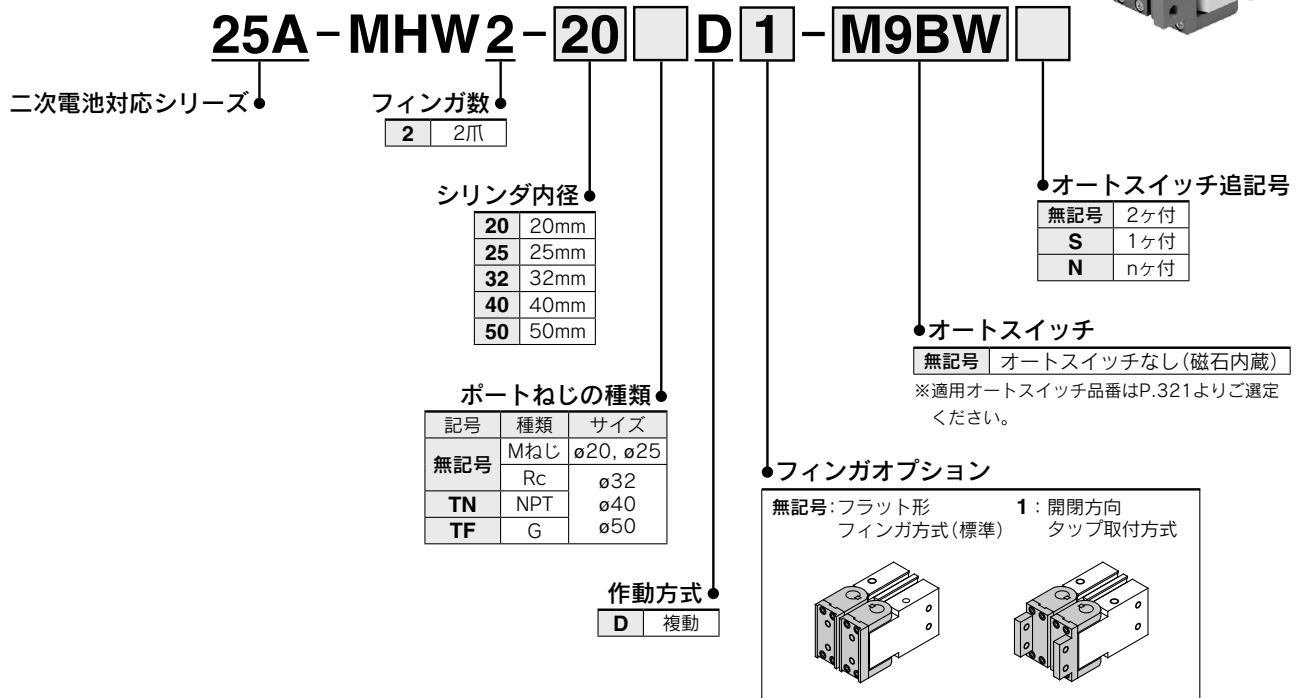 25A-MHW2-20 D1-M9BW
二次電池対応シリーズ
フィンガ数
2 2爪
シリンダ内径
20 20mm
25 25mm
32 32mm
40 40mm
50 50mm
ポートねじの種類
記号 種類 サイズ
無記号 Mねじ ø20, ø25
Rc ø32
TN NPT ø40
TF G ø50
作動方式
D 複動
オートスイッチ追記号
無記号 2ヶ付
S 1ヶ付
N nヶ付
オートスイッチ
無記号 オートスイッチなし(磁石内蔵)
※適用オートスイッチ品番はP.321よりご選定
ください。
フィンガオプション
無記号:フラット形
フィンガ方式(標準)
1:開閉方向
タップ取付方式